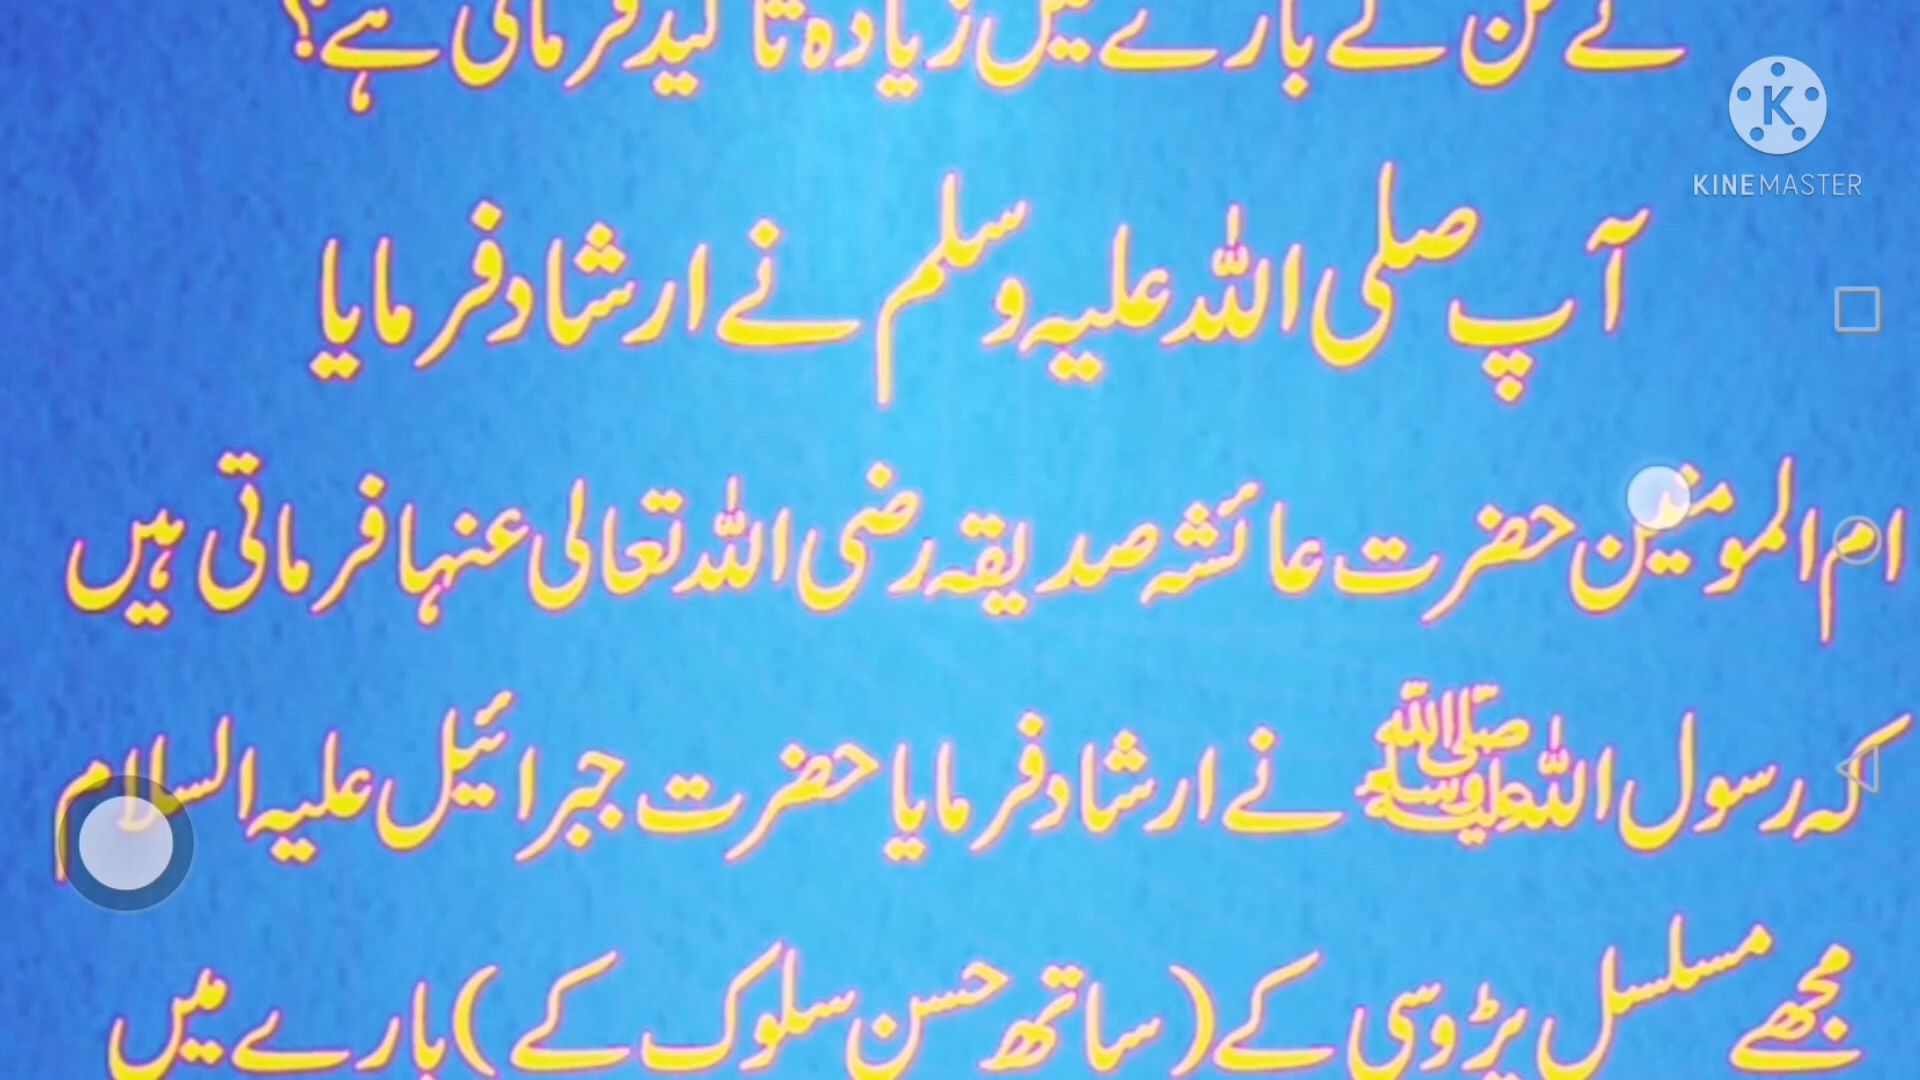 نے کن کے بارے میں زیادہ تاکید فرمائی ہے؟
KINEMASTER
آپ صلی اللہ علیہ وسلم نے ارشاد فرمایا
ام المومنین حضرت عائشہ صدیقہ رضی اللہ تعالی عنہا فرماتی ہیں
کہ رسول اللہ ﷺ نے ارشاد فرمایا حضرت جبرائیل علیہ السلام
مجھے مسلسل پڑوسی کے (ساتھ حسن سلوک کے) بارے میں